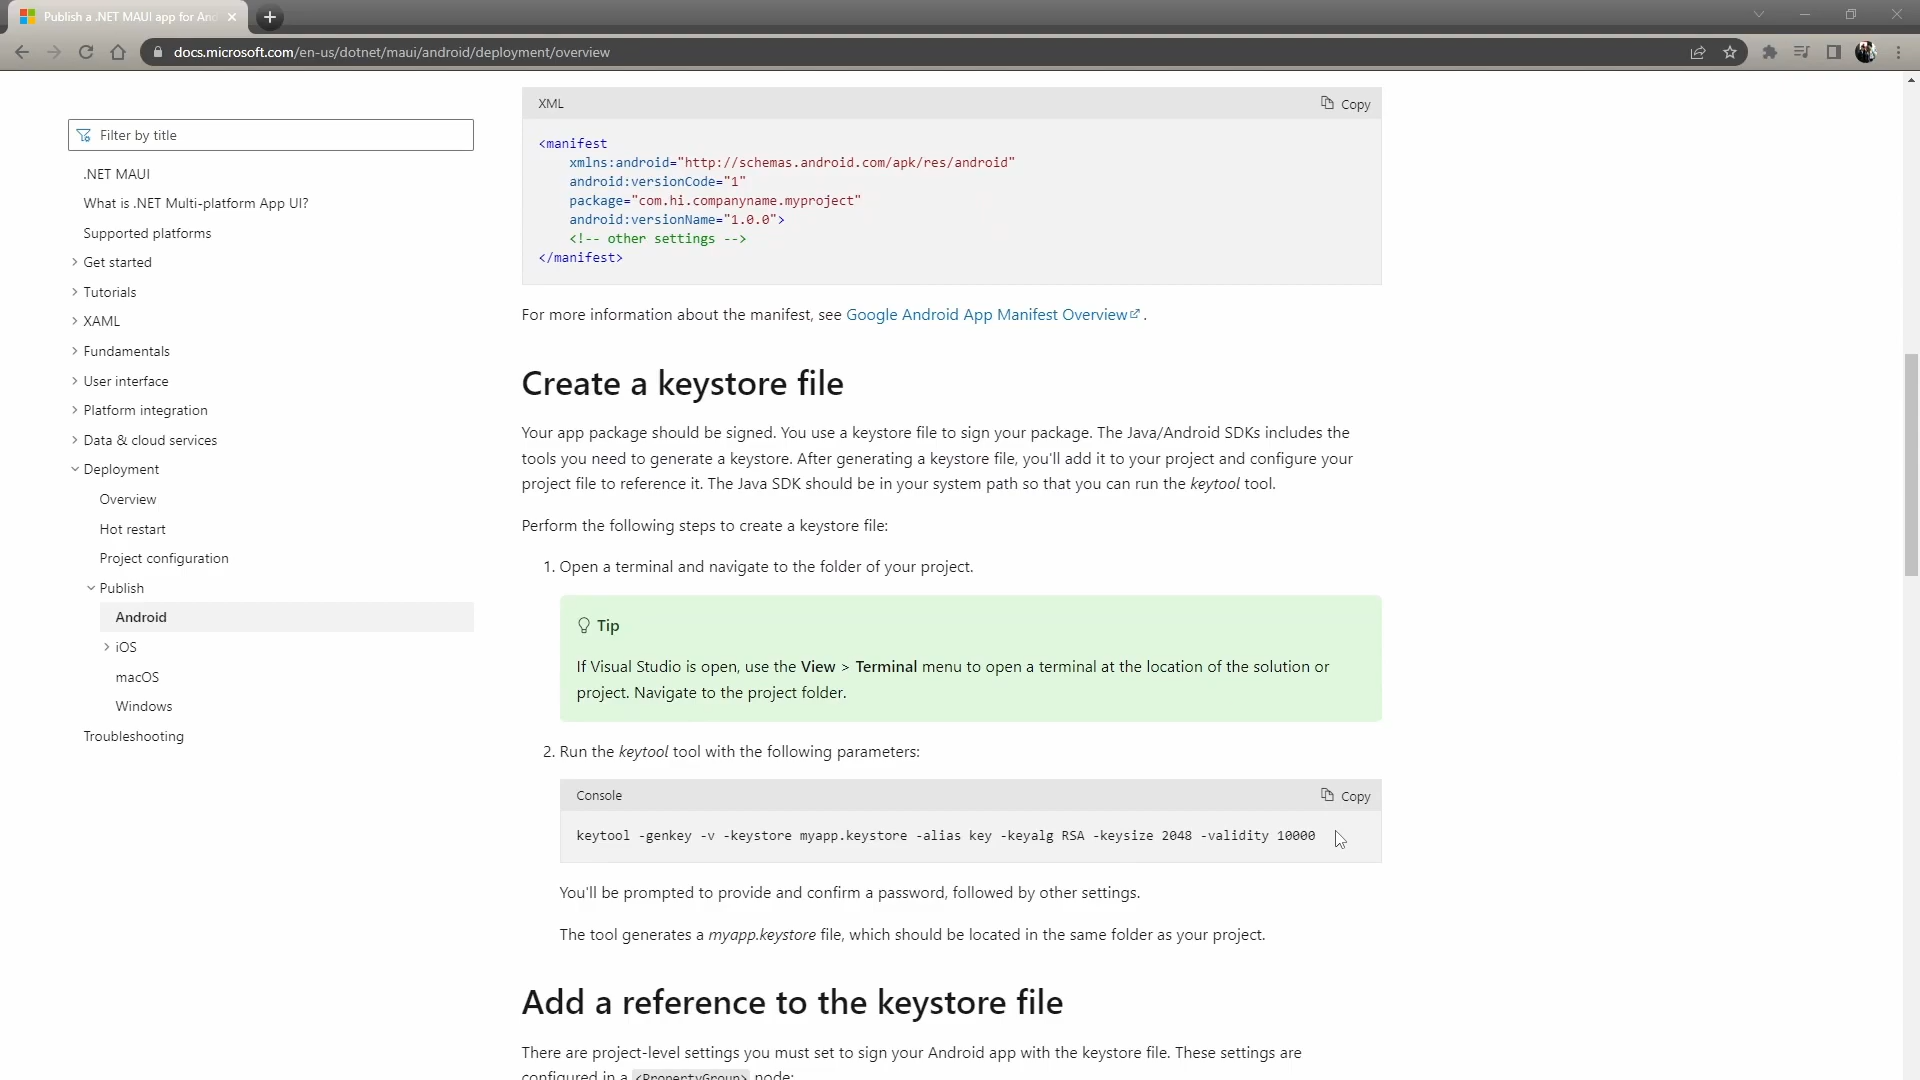 Publish a .NET MAUI app for And
docs.microsoft.com/en-us/dotnet/maui/android/deployment/overview
Filter by title
.NET MAUI
What is .NET Multi-platform App UI?
Supported platforms
Get started
Tutorials
XAML
Fundamentals
User interface
Platform integration
Data & cloud services
Deployment
Overview
Hot restart
Project configuration
Publish
Android
iOS
macOS
Windows
Troubleshooting
XML
Copy
<manifest
xmlns:android="http://schemas.android.com/apk/res/android"
android:versionCode="1"
package="com.hi.companyname.myproject"
android:versionName="1.0.0">
<!-- other settings -->
</manifest>
For more information about the manifest, see Google Android App Manifest Overview.
Create a keystore file
Your app package should be signed. You use a keystore file to sign your package. The Java/Android SDKs includes the
tools you need to generate a keystore. After generating a keystore file, you'll add it to your project and configure your
project file to reference it. The Java SDK should be in your system path so that you can run the keytool tool.
Perform the following steps to create a keystore file:
1. Open a terminal and navigate to the folder of your project.
Tip
If Visual Studio is open, use the View > Terminal menu to open a terminal at the location of the solution or
project. Navigate to the project folder.
2. Run the keytool tool with the following parameters:
Console
Copy
keytool -genkey -v -keystore myapp.keystore -alias key -keyalg RSA -keysize 2048 -validity 10000
You'll be prompted to provide and confirm a password, followed by other settings.
The tool generates a myapp.keystore file, which should be located in the same folder as your project.
Add a reference to the keystore file
There are project-level settings you must set to sign your Android app with the keystore file. These settings are
configured in a <PropertyGroup> node: